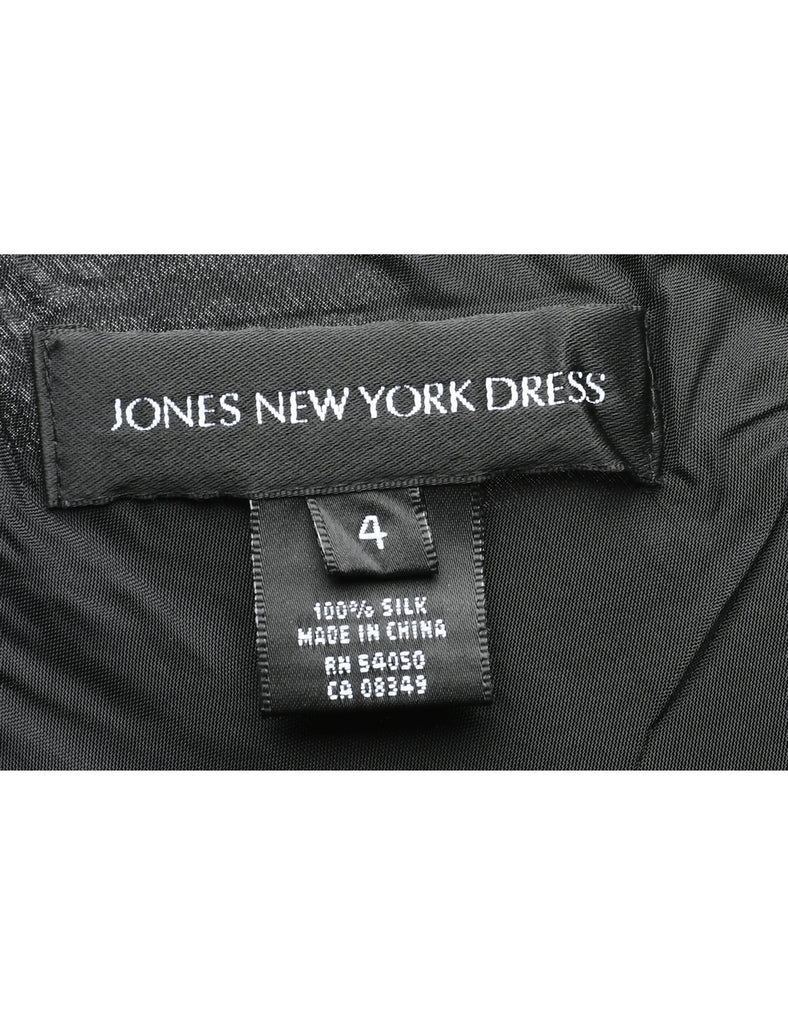 JONES NEW YORK DRESS
4
100% SILK
MADE IN CHINA
RN 54050
CA 08349